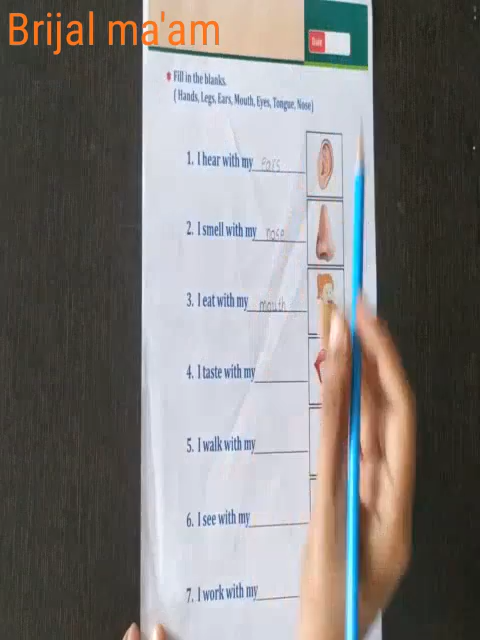 Brijal ma'am
Date
* Fill in the blanks.
( Hands, Legs, Ears, Mouth, Eyes, Tongue, Nose)
1. I hear with my ears
2. I smell with my nose
3. I eat with my mouth
4. I taste with my
5. I walk with my
6. I see with my
7. I work with my